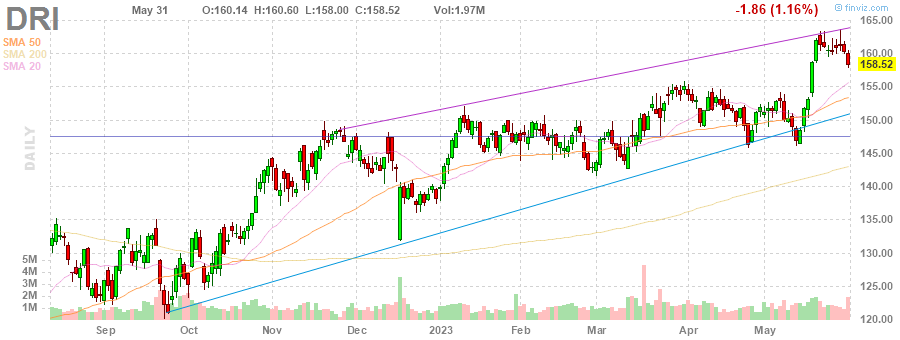 DRI May 31 O:160.14 H:160.60 L:158.00 C:158.52 Vol:1.97M -1.86 (1.16%) © finviz.com
SMA 50
SMA 200
SMA 20
DAILY
165.00
160.00
158.52
155.00
150.00
145.00
140.00
135.00
130.00
125.00
120.00
5M
4M
3M
2M
1M
Sep Oct Nov Dec 2023 Feb Mar Apr May